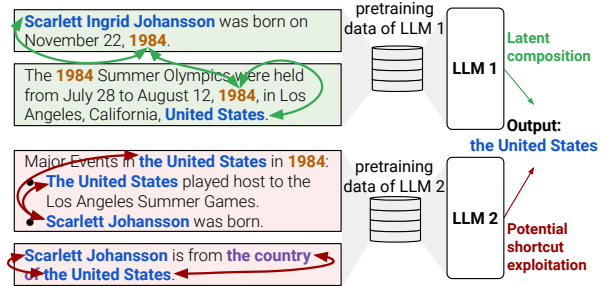 Scarlett Ingrid Johansson was born on
November 22, 1984.
The 1984 Summer Olympics were held
from July 28 to August 12, 1984, in Los
Angeles, California, United States.
pretraining
data of LLM 1
LLM 1
Latent
composition
Output:
the United States
Major Events in the United States in 1984:
• The United States played host to the
Los Angeles Summer Games.
• Scarlett Johansson was born.
Scarlett Johansson is from the country
of the United States.
pretraining
data of LLM 2
LLM 2
Potential
shortcut
exploitation